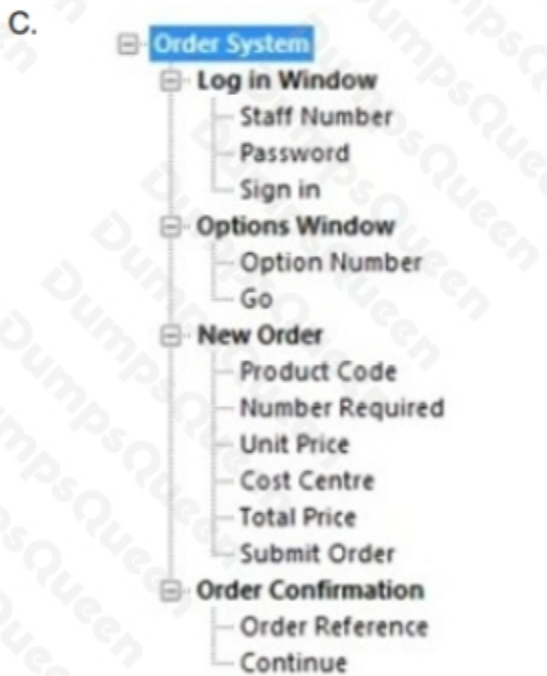 C.
Order System
Log in Window
Staff Number
Password
Sign in
Options Window
Option Number
Go
New Order
Product Code
Number Required
Unit Price
Cost Centre
Total Price
Submit Order
Order Confirmation
Order Reference
Continue
DumpsQueen